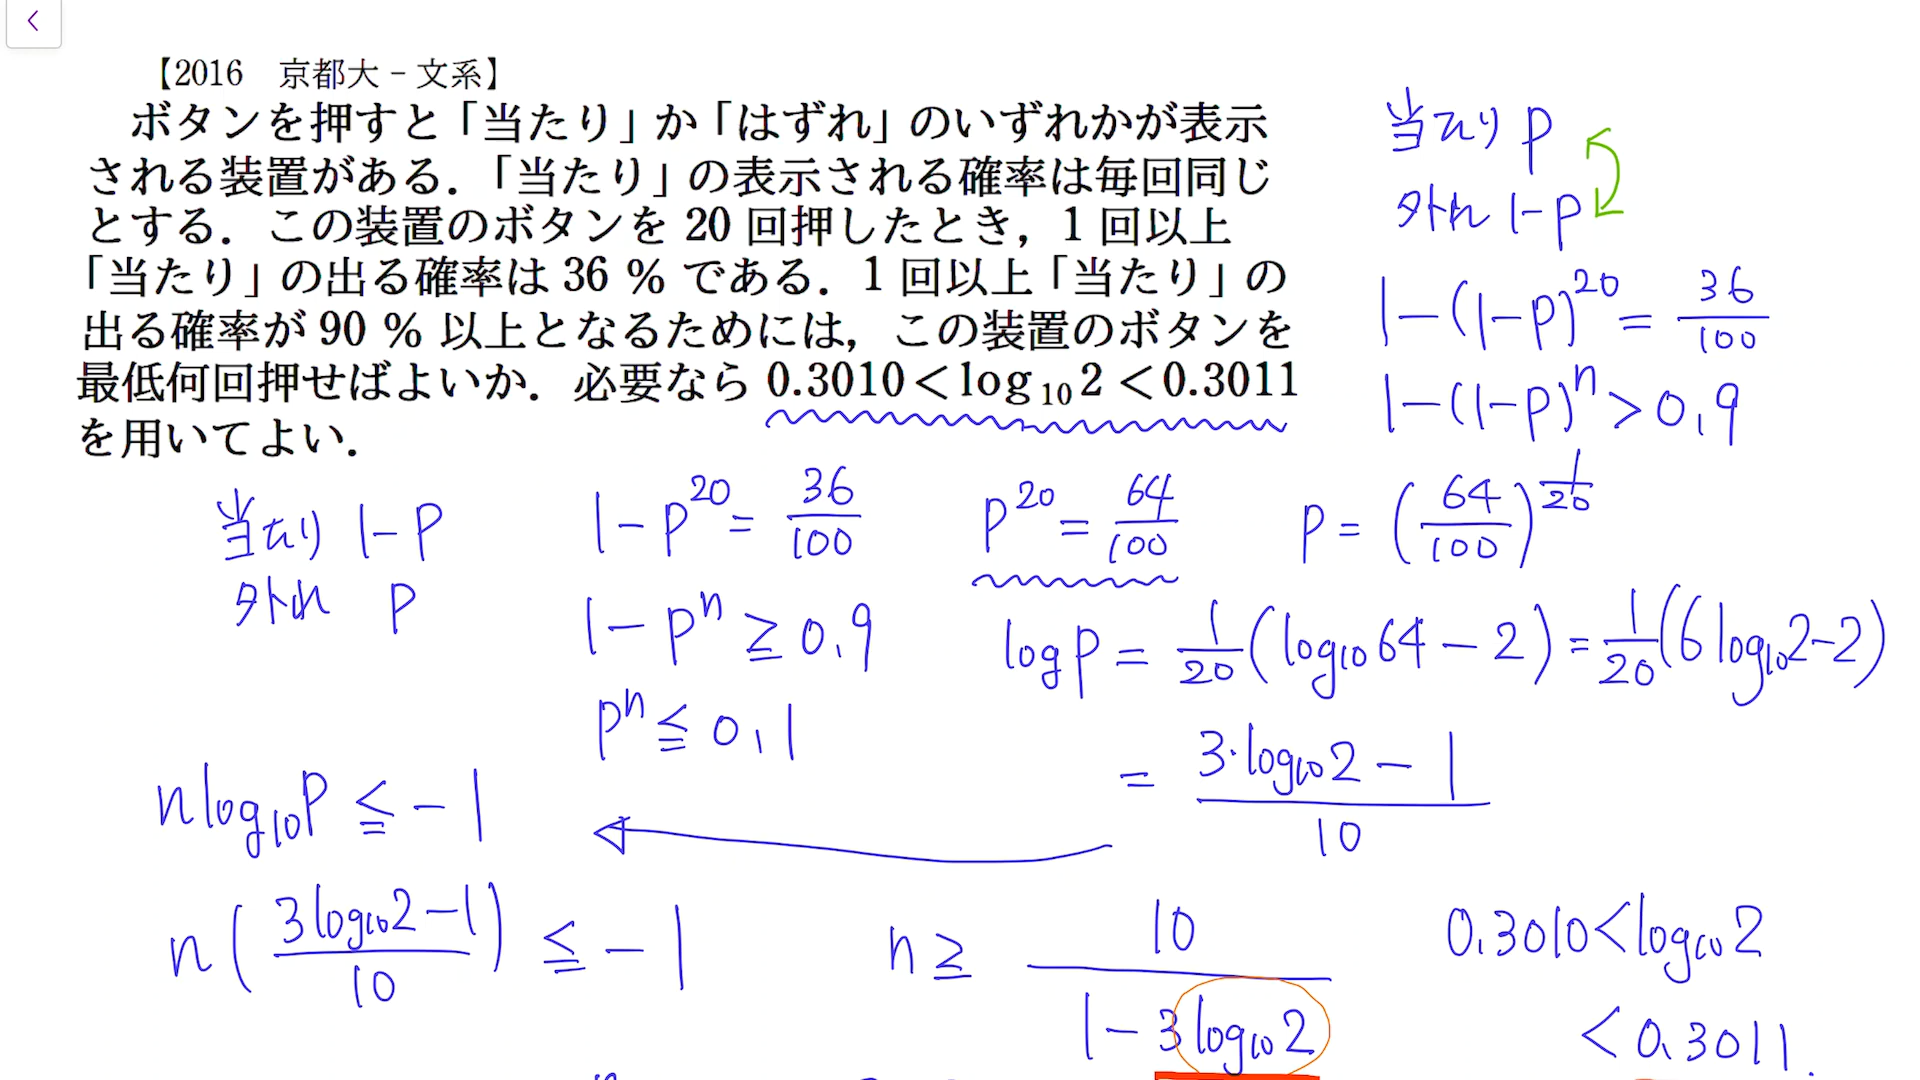 【2016 京都大 - 文系】
ボタンを押すと「当たり」か「はずれ」のいずれかが表示
される装置がある.「当たり」の表示される確率は毎回同じ
とする. この装置のボタンを 20 回押したとき, 1 回以上
「当たり」の出る確率は 36 % である. 1 回以上「当たり」の
出る確率が 90 % 以上となるためには, この装置のボタンを
最低何回押せばよいか. 必要なら 0.3010<log₁₀2<0.3011
を用いてよい.
当たり p
外れ 1-p
1-(1-p)^20 = 36/100
1-(1-p)^n > 0.9
当たり 1-P
外れ P
1-P^20 = 36/100
P^20 = 64/100
P = (64/100)^(1/20)
1-P^n ≧ 0.9
P^n ≦ 0.1
log P = 1/20 (log₁₀64 - 2) = 1/20 (6 log₁₀2-2)
= (3・log₁₀2 - 1)/10
n log₁₀P ≦ -1
n((3log₁₀2-1)/10) ≦ -1
n ≧ 10/(1-3log₁₀2)
0.3010<log₁₀2
<0.3011.